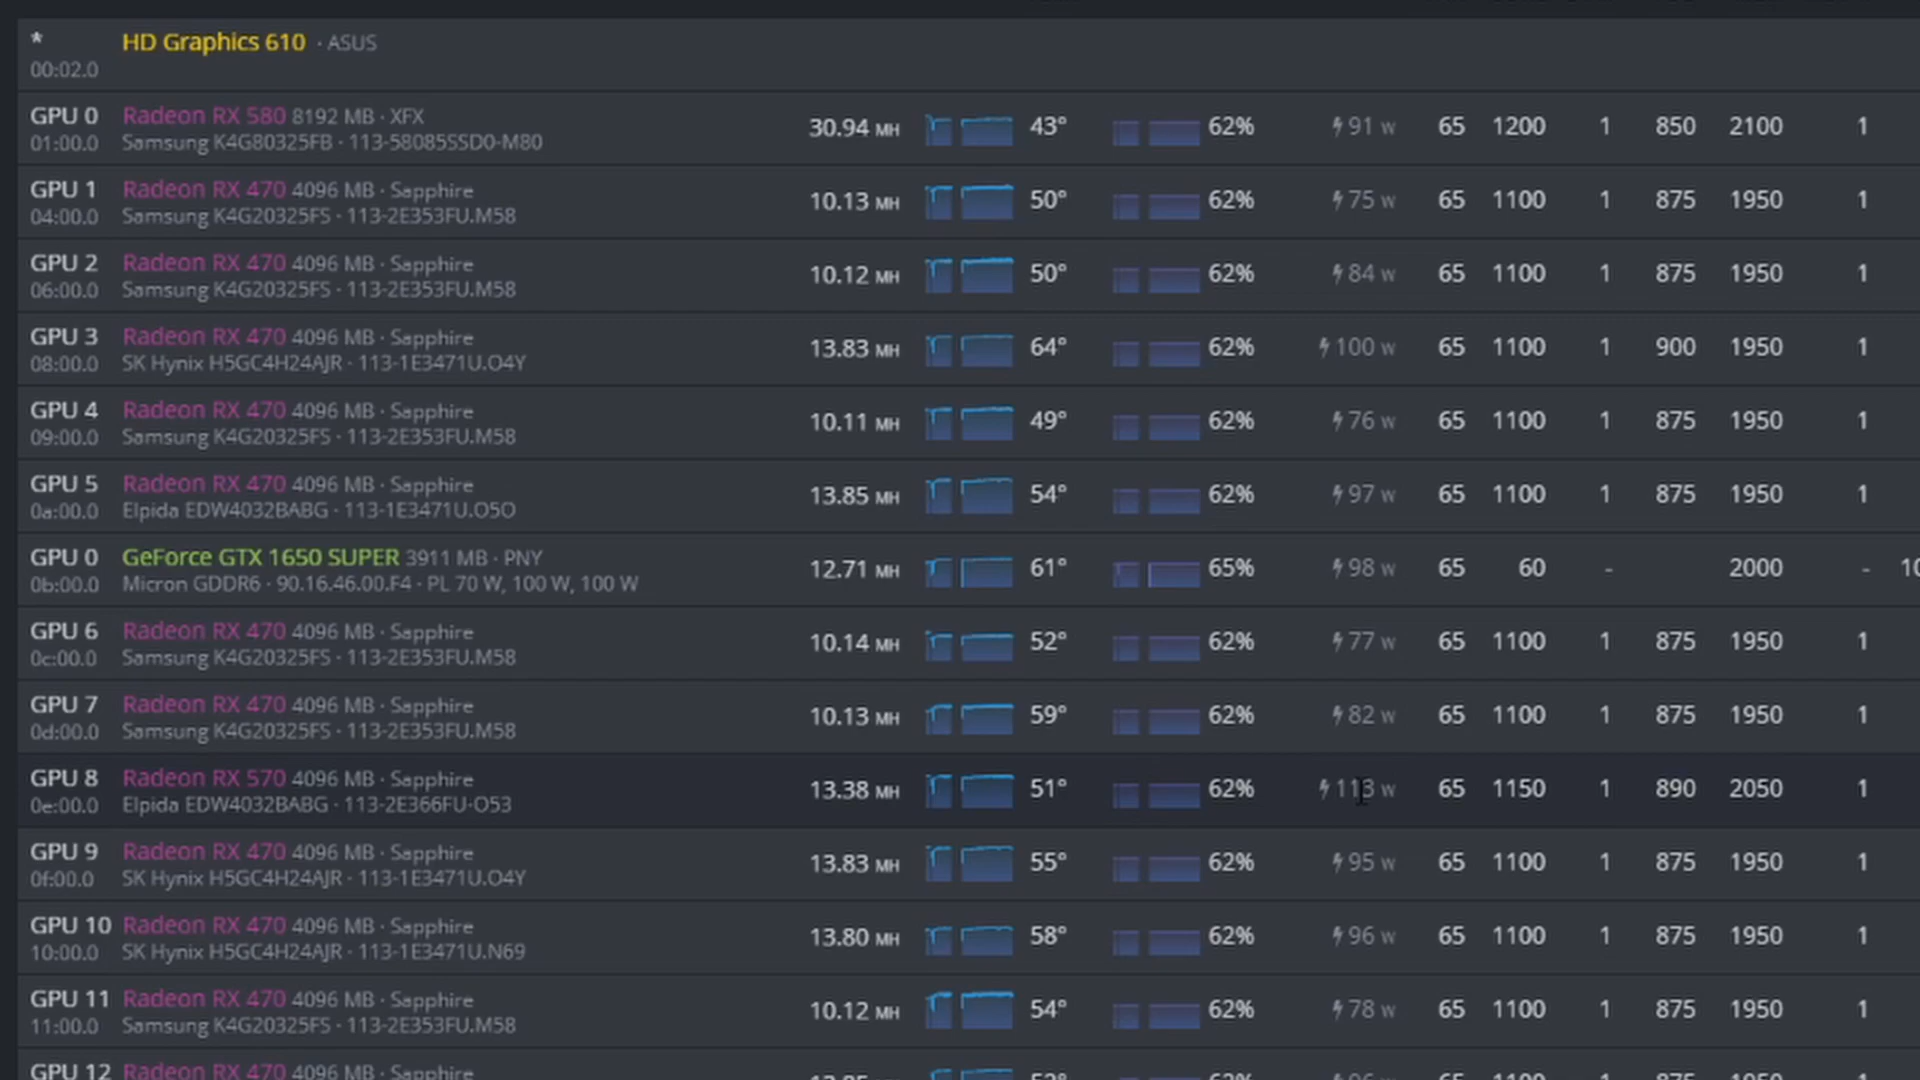 * HD Graphics 610 · ASUS
00:02.0
GPU 0 Radeon RX 580 8192 MB · XFX 30.94 MH 43° 62% 91 W 65 1200 1 850 2100 1
01:00.0 Samsung K4G80325FB · 113-58085SSD0-M80
GPU 1 Radeon RX 470 4096 MB · Sapphire 10.13 MH 50° 62% 75 W 65 1100 1 875 1950 1
04:00.0 Samsung K4G20325FS · 113-2E353FU.M58
GPU 2 Radeon RX 470 4096 MB · Sapphire 10.12 MH 50° 62% 84 W 65 1100 1 875 1950 1
06:00.0 Samsung K4G20325FS · 113-2E353FU.M58
GPU 3 Radeon RX 470 4096 MB · Sapphire 13.83 MH 64° 62% 100 W 65 1100 1 900 1950 1
08:00.0 SK Hynix H5GC4H24AJR · 113-1E3471U.O4Y
GPU 4 Radeon RX 470 4096 MB · Sapphire 10.11 MH 49° 62% 76 W 65 1100 1 875 1950 1
09:00.0 Samsung K4G20325FS · 113-2E353FU.M58
GPU 5 Radeon RX 470 4096 MB · Sapphire 13.85 MH 54° 62% 97 W 65 1100 1 875 1950 1
0a:00.0 Elpida EDW4032BABG · 113-1E3471U.O5O
GPU 0 GeForce GTX 1650 SUPER 3911 MB · PNY 12.71 MH 61° 65% 98 W 65 60 - 2000 -
0b:00.0 Micron GDDR6 · 90.16.46.00.F4 · PL 70 W, 100 W, 100 W
GPU 6 Radeon RX 470 4096 MB · Sapphire 10.14 MH 52° 62% 77 W 65 1100 1 875 1950 1
0c:00.0 Samsung K4G20325FS · 113-2E353FU.M58
GPU 7 Radeon RX 470 4096 MB · Sapphire 10.13 MH 59° 62% 82 W 65 1100 1 875 1950 1
0d:00.0 Samsung K4G20325FS · 113-2E353FU.M58
GPU 8 Radeon RX 570 4096 MB · Sapphire 13.38 MH 51° 62% 113 W 65 1150 1 890 2050 1
0e:00.0 Elpida EDW4032BABG · 113-2E366FU-O53
GPU 9 Radeon RX 470 4096 MB · Sapphire 13.83 MH 55° 62% 95 W 65 1100 1 875 1950 1
0f:00.0 SK Hynix H5GC4H24AJR · 113-1E3471U.O4Y
GPU 10 Radeon RX 470 4096 MB · Sapphire 13.80 MH 58° 62% 96 W 65 1100 1 875 1950 1
10:00.0 SK Hynix H5GC4H24AJR · 113-1E3471U.N69
GPU 11 Radeon RX 470 4096 MB · Sapphire 10.12 MH 54° 62% 78 W 65 1100 1 875 1950 1
11:00.0 Samsung K4G20325FS · 113-2E353FU.M58
GPU 12 Radeon RX 470 4096 MB · Sapphire